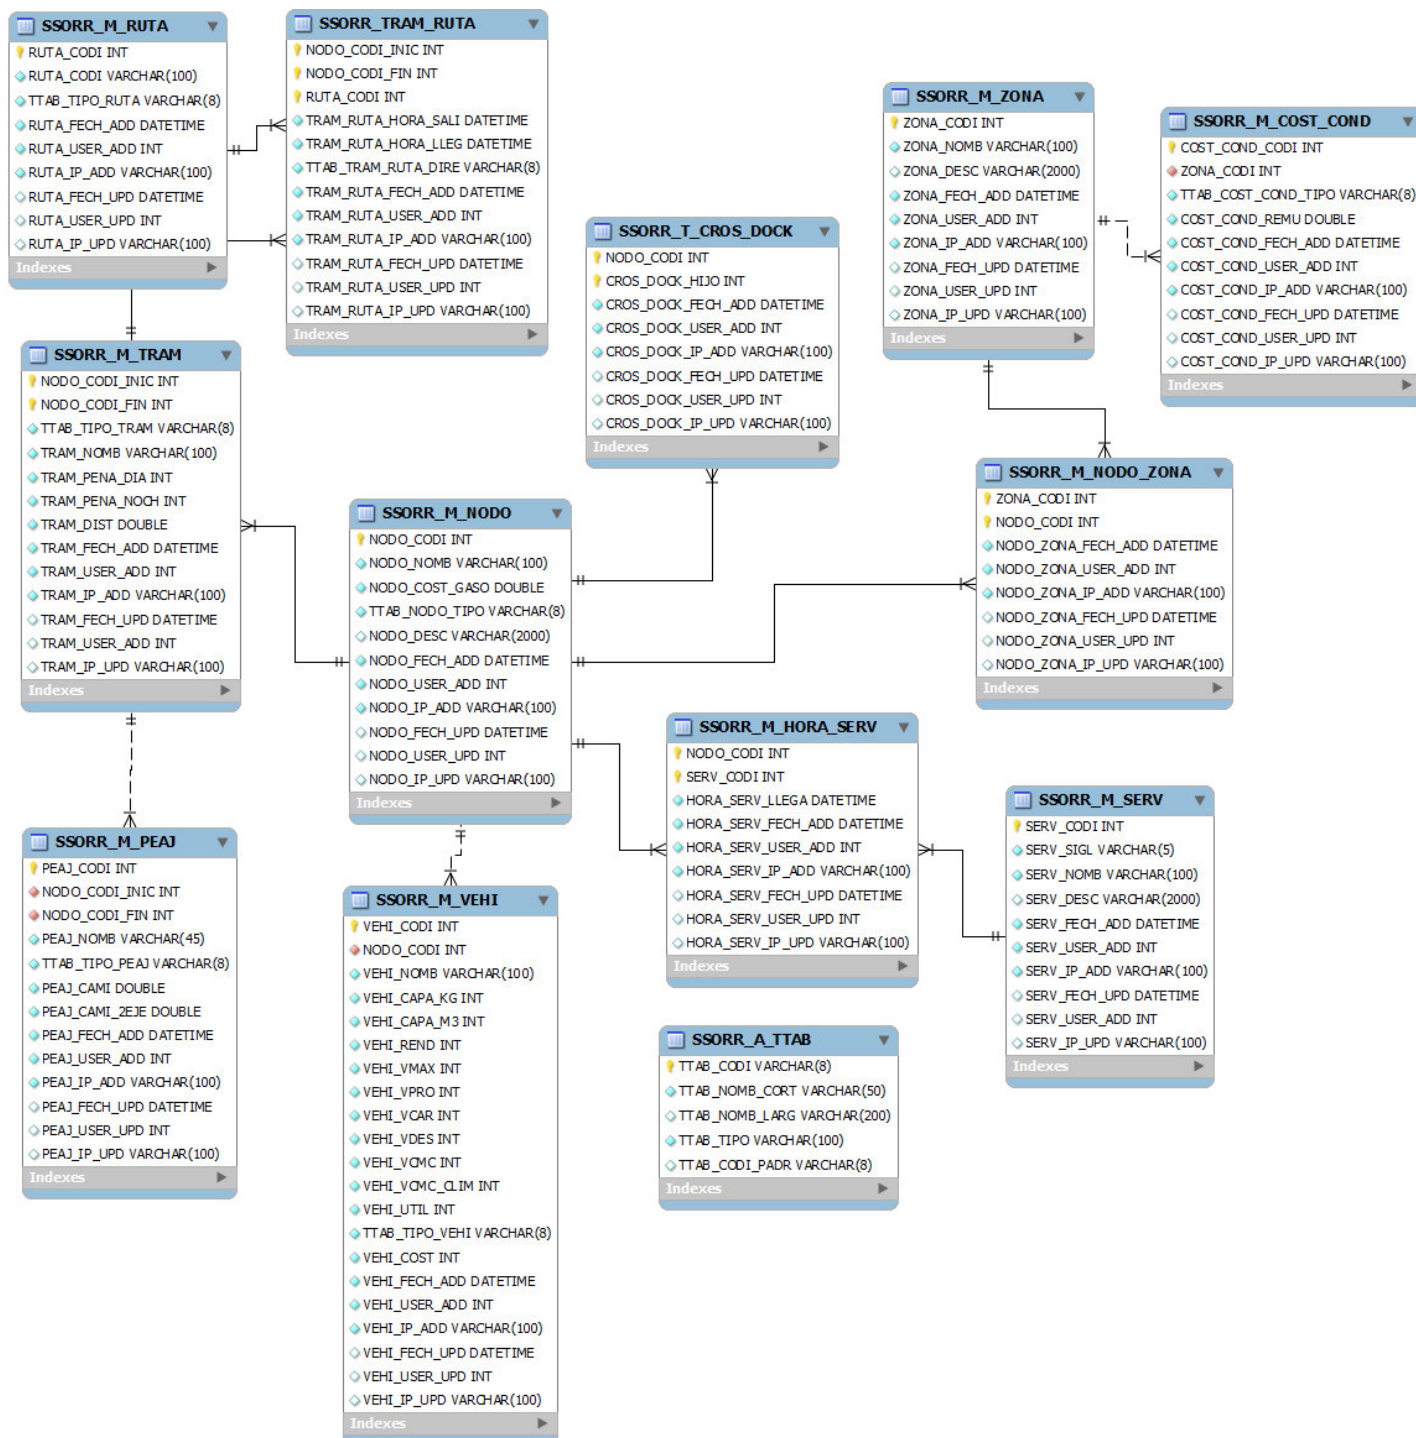 SSORR_M_RUTA
RUTA_CODI INT
RUTA_CODI VARCHAR(100)
TTAB_TIPO_RUTA VARCHAR(8)
RUTA_FECH_ADD DATETIME
RUTA_USER_ADD INT
RUTA_IP_ADD VARCHAR(100)
RUTA_FECH_UPD DATETIME
RUTA_USER_UPD INT
RUTA_IP_UPD VARCHAR(100)
Indexes
SSORR_TRAM_RUTA
NODO_CODI_INIC INT
NODO_CODI_FIN INT
RUTA_CODI INT
TRAM_RUTA_HORA_SALI DATETIME
TRAM_RUTA_HORA_LLEG DATETIME
TTAB_TRAM_RUTA_DIRE VARCHAR(8)
TRAM_RUTA_FECH_ADD DATETIME
TRAM_RUTA_USER_ADD INT
TRAM_RUTA_IP_ADD VARCHAR(100)
TRAM_RUTA_FECH_UPD DATETIME
TRAM_RUTA_USER_UPD INT
TRAM_RUTA_IP_UPD VARCHAR(100)
Indexes
SSORR_M_ZONA
ZONA_CODI INT
ZONA_NOMB VARCHAR(100)
ZONA_DESC VARCHAR(2000)
ZONA_FECH_ADD DATETIME
ZONA_USER_ADD INT
ZONA_IP_ADD VARCHAR(100)
ZONA_FECH_UPD DATETIME
ZONA_USER_UPD INT
ZONA_IP_UPD VARCHAR(100)
Indexes
SSORR_M_COST_COND
COST_COND_CODI INT
ZONA_CODI INT
TTAB_COST_COND_TIPO VARCHAR(8)
COST_COND_REMU DOUBLE
COST_COND_FECH_ADD DATETIME
COST_COND_USER_ADD INT
COST_COND_IP_ADD VARCHAR(100)
COST_COND_FECH_UPD DATETIME
COST_COND_USER_UPD INT
COST_COND_IP_UPD VARCHAR(100)
Indexes
SSORR_T_CROS_DOCK
NODO_CODI INT
CROS_DOCK_HIJO INT
CROS_DOCK_FECH_ADD DATETIME
CROS_DOCK_USER_ADD INT
CROS_DOCK_IP_ADD VARCHAR(100)
CROS_DOCK_FECH_UPD DATETIME
CROS_DOCK_USER_UPD INT
CROS_DOCK_IP_UPD VARCHAR(100)
Indexes
SSORR_M_TRAM
NODO_CODI_INIC INT
NODO_CODI_FIN INT
TTAB_TIPO_TRAM VARCHAR(8)
TRAM_NOMB VARCHAR(100)
TRAM_PENA_DIA INT
TRAM_PENA_NOCH INT
TRAM_DIST DOUBLE
TRAM_FECH_ADD DATETIME
TRAM_USER_ADD INT
TRAM_IP_ADD VARCHAR(100)
TRAM_FECH_UPD DATETIME
TRAM_USER_ADD INT
TRAM_IP_UPD VARCHAR(100)
Indexes
SSORR_M_NODO
NODO_CODI INT
NODO_NOMB VARCHAR(100)
NODO_COST_GASO DOUBLE
TTAB_NODO_TIPO VARCHAR(8)
NODO_DESC VARCHAR(2000)
NODO_FECH_ADD DATETIME
NODO_USER_ADD INT
NODO_IP_ADD VARCHAR(100)
NODO_FECH_UPD DATETIME
NODO_USER_UPD INT
NODO_IP_UPD VARCHAR(100)
Indexes
SSORR_M_NODO_ZONA
ZONA_CODI INT
NODO_CODI INT
NODO_ZONA_FECH_ADD DATETIME
NODO_ZONA_USER_ADD INT
NODO_ZONA_IP_ADD VARCHAR(100)
NODO_ZONA_FECH_UPD DATETIME
NODO_ZONA_USER_UPD INT
NODO_ZONA_IP_UPD VARCHAR(100)
Indexes
SSORR_M_HORA_SERV
NODO_CODI INT
SERV_CODI INT
HORA_SERV_LLEGA DATETIME
HORA_SERV_FECH_ADD DATETIME
HORA_SERV_USER_ADD INT
HORA_SERV_IP_ADD VARCHAR(100)
HORA_SERV_FECH_UPD DATETIME
HORA_SERV_USER_UPD INT
HORA_SERV_IP_UPD VARCHAR(100)
Indexes
SSORR_M_SERV
SERV_CODI INT
SERV_SIGL VARCHAR(5)
SERV_NOMB VARCHAR(100)
SERV_DESC VARCHAR(2000)
SERV_FECH_ADD DATETIME
SERV_USER_ADD INT
SERV_IP_ADD VARCHAR(100)
SERV_FECH_UPD DATETIME
SERV_USER_ADD INT
SERV_IP_UPD VARCHAR(100)
Indexes
SSORR_M_PEAJ
PEAJ_CODI INT
NODO_CODI_INIC INT
NODO_CODI_FIN INT
PEAJ_NOMB VARCHAR(45)
TTAB_TIPO_PEAJ VARCHAR(8)
PEAJ_CAMI DOUBLE
PEAJ_CAMI_2EJE DOUBLE
PEAJ_FECH_ADD DATETIME
PEAJ_USER_ADD INT
PEAJ_IP_ADD VARCHAR(100)
PEAJ_FECH_UPD DATETIME
PEAJ_USER_UPD INT
PEAJ_IP_UPD VARCHAR(100)
Indexes
SSORR_M_VEHI
VEHI_CODI INT
NODO_CODI INT
VEHI_NOMB VARCHAR(100)
VEHI_CAPA_KG INT
VEHI_CAPA_M3 INT
VEHI_REND INT
VEHI_VMAX INT
VEHI_VPRO INT
VEHI_VCAR INT
VEHI_VDES INT
VEHI_VCMC INT
VEHI_VCMC_CLIM INT
VEHI_UTIL INT
TTAB_TIPO_VEHI VARCHAR(8)
VEHI_COST INT
VEHI_FECH_ADD DATETIME
VEHI_USER_ADD INT
VEHI_IP_ADD VARCHAR(100)
VEHI_FECH_UPD DATETIME
VEHI_USER_UPD INT
VEHI_IP_UPD VARCHAR(100)
Indexes
SSORR_A_TTAB
TTAB_CODI VARCHAR(8)
TTAB_NOMB_CORT VARCHAR(50)
TTAB_NOMB_LARG VARCHAR(200)
TTAB_TIPO VARCHAR(100)
TTAB_CODI_PADR VARCHAR(8)
Indexes